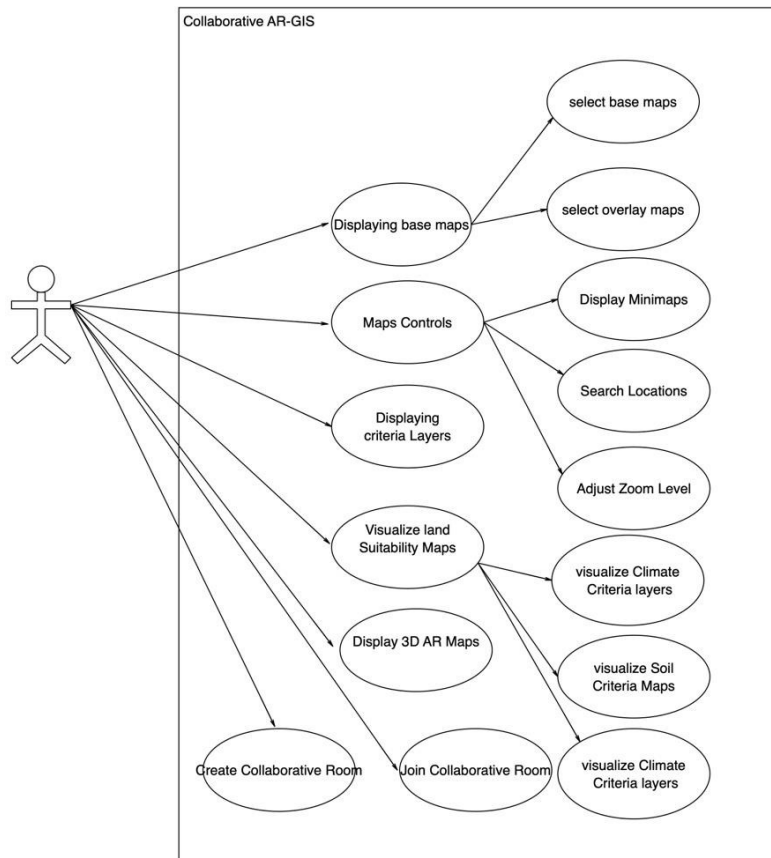 Collaborative AR-GIS
select base maps
Displaying base maps
select overlay maps
Maps Controls
Display Minimaps
Search Locations
Displaying
criteria Layers
Adjust Zoom Level
Visualize land
Suitability Maps
visualize Climate
Criteria layers
Display 3D AR Maps
visualize Soil
Criteria Maps
Create Collaborative Room
Join Collaborative Room
visualize Climate
Criteria layers